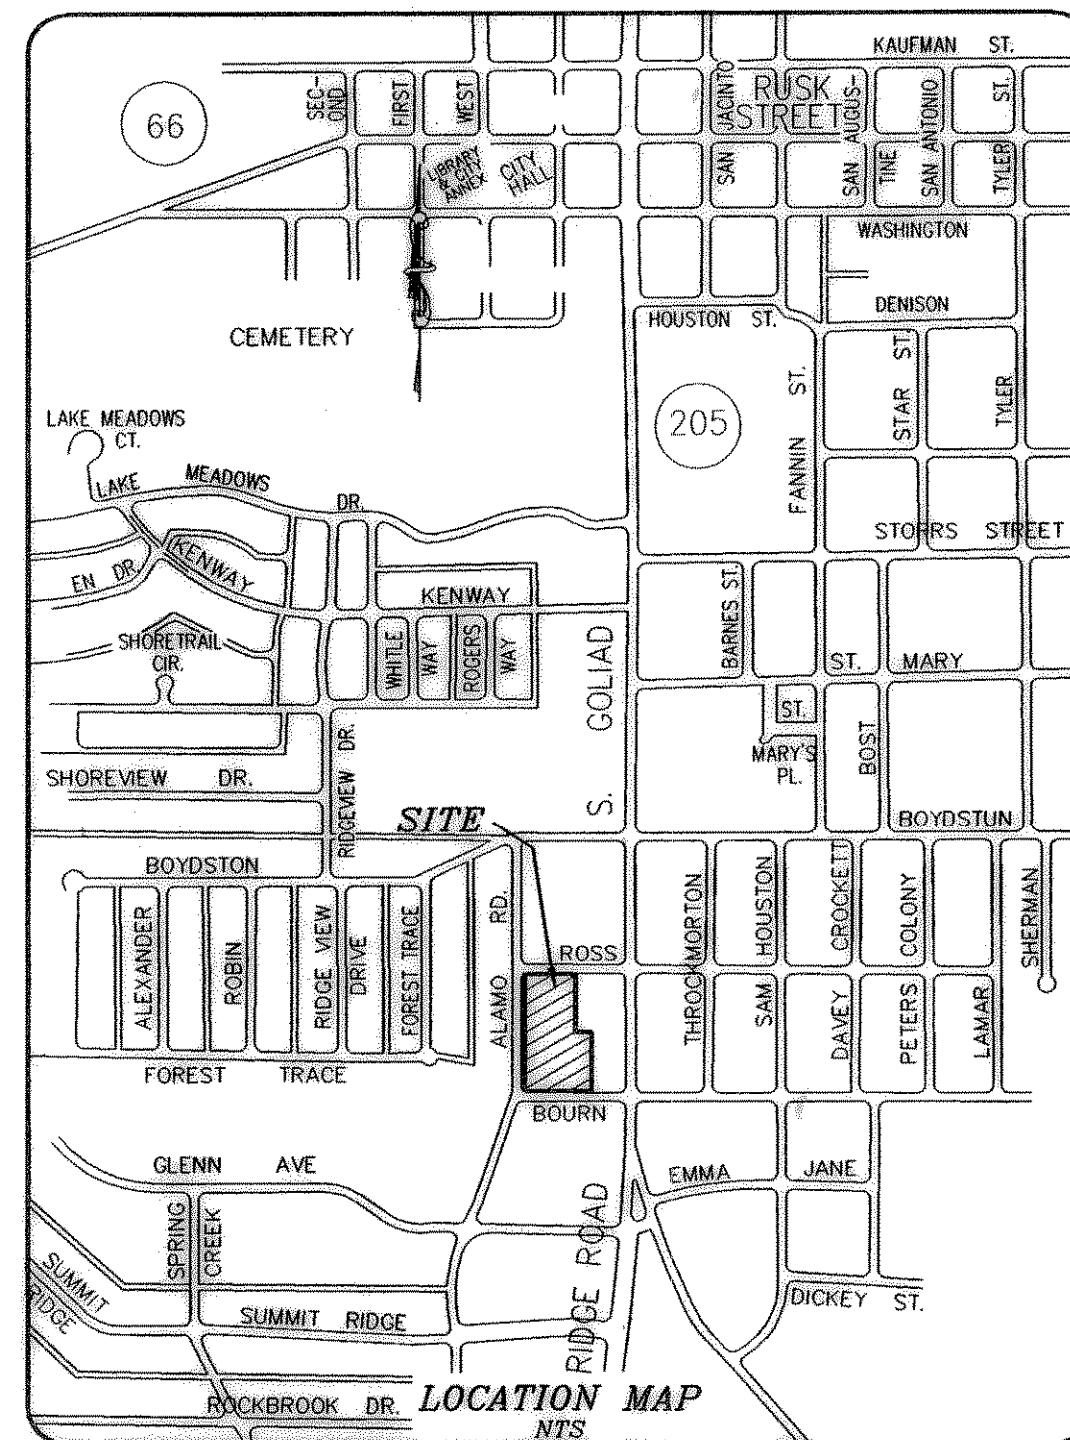 KAUFMAN ST.
66
SEC-
OND
FIRST
WEST
SAN JACINTO
RUSK
STREET
SAN AUGUS-
TINE
SAN ANTONIO
TYLER ST.
LIBRARY
& CITY
ANNEX
CITY
HALL
WASHINGTON
CEMETERY
HOUSTON ST.
DENISON
205
FANNIN ST.
STAR ST.
TYLER
LAKE MEADOWS
CT.
LAKE MEADOWS DR.
STORRS STREET
EN DR.
KENWAY
KENWAY
SHORETRAIL
CIR.
WHITLE
WAY
ROGERS
WAY
S. GOLIAD
BARNES ST.
ST. MARY
ST.
MARY'S
PL.
BOST
SHOREVIEW DR.
RIDGEVIEW DR.
SITE
BOYDSTUN
BOYDSTON
ALEXANDER
ROBIN
RIDGE VIEW
DRIVE
FOREST TRACE
ALAMO RD.
ROSS
THROCKMORTON
SAM HOUSTON
DAVEY CROCKETT
PETERS COLONY
LAMAR
SHERMAN
FOREST TRACE
BOURN
GLENN AVE
EMMA JANE
SPRING
CREEK
SUMMIT
RIDGE
SUMMIT RIDGE
RIDGE ROAD
DICKEY ST.
ROCKBROOK DR.
LOCATION MAP
NTS